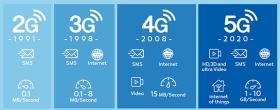 2G
-1991-
SMS
0.1
MB/Second
3G
-1998-
SMS
Internet
0.1-8
MB/Second
4G
-2008-
SMS
Internet
Video
15 MB/Second
5G
-2020-
HD,3D and
ultra Video
SMS
Internet
of things
1-10
GB/Second